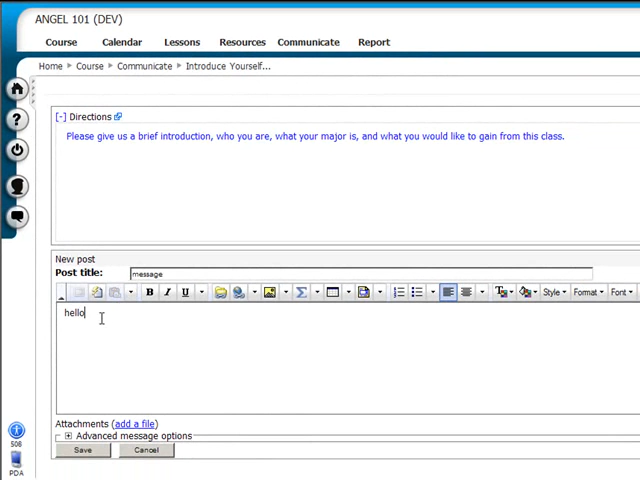 ANGEL 101 (DEV)
Course Calendar Lessons Resources Communicate Report
Home Course Communicate Introduce Yourself...
[-] Directions
Please give us a brief introduction, who you are, what your major is, and what you would like to gain from this class.
New post
Post title: message
B I U Style Format Font
hello
Attachments (add a file)
Advanced message options
Save Cancel
508
PDA